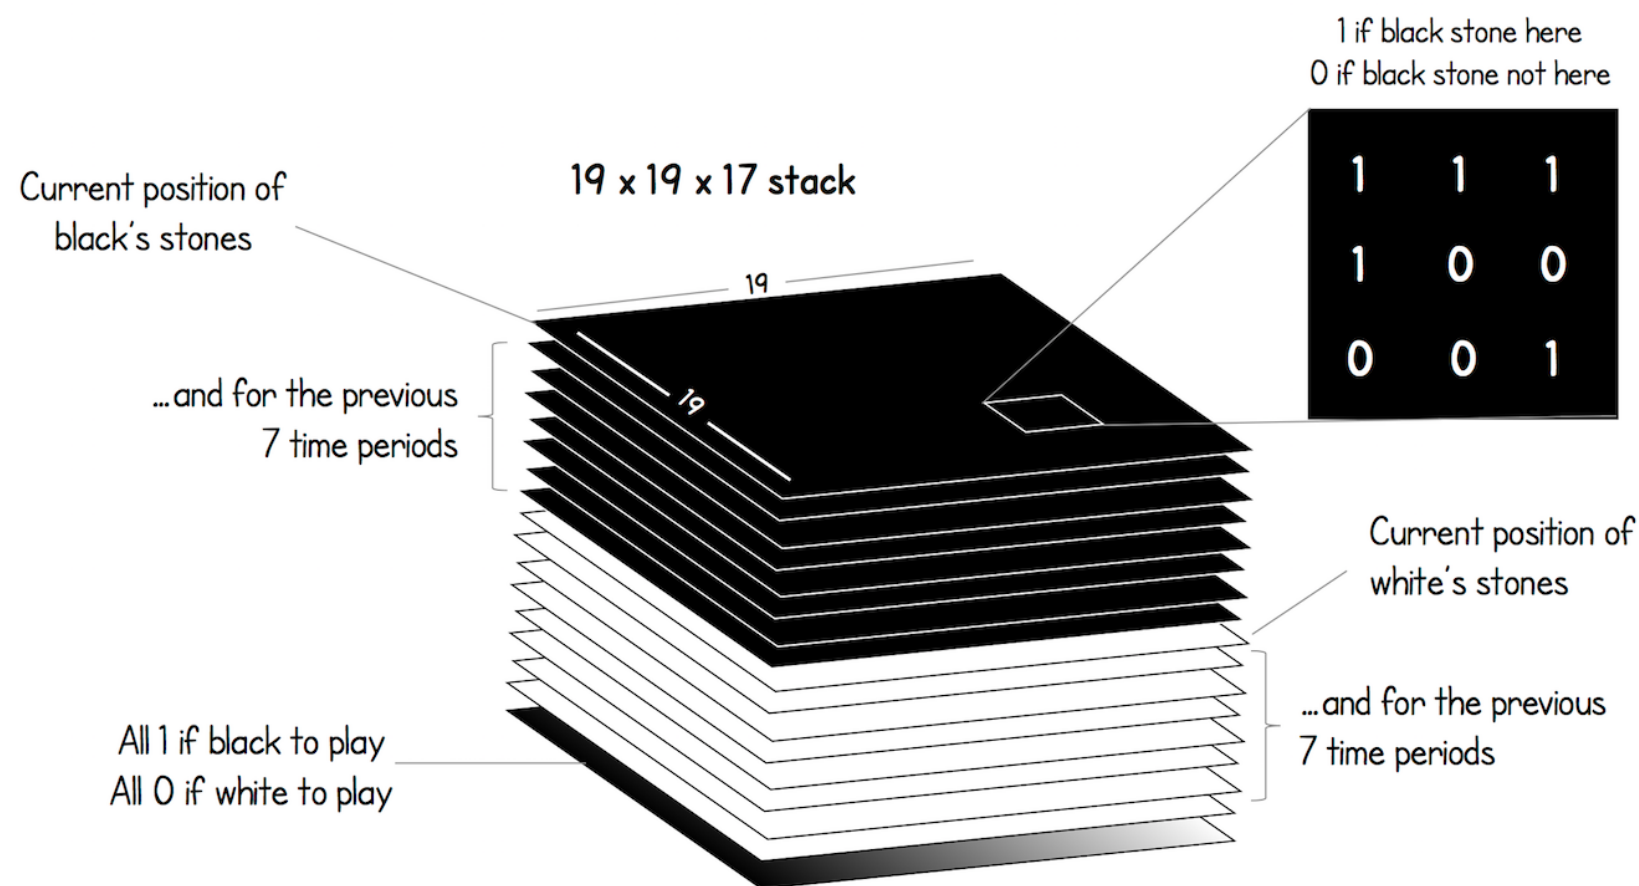 1 if black stone here
0 if black stone not here
1 1 1
1 0 0
0 0 1
19 x 19 x 17 stack
Current position of
black's stones
19
19
...and for the previous
7 time periods
Current position of
white's stones
...and for the previous
7 time periods
All 1 if black to play
All 0 if white to play